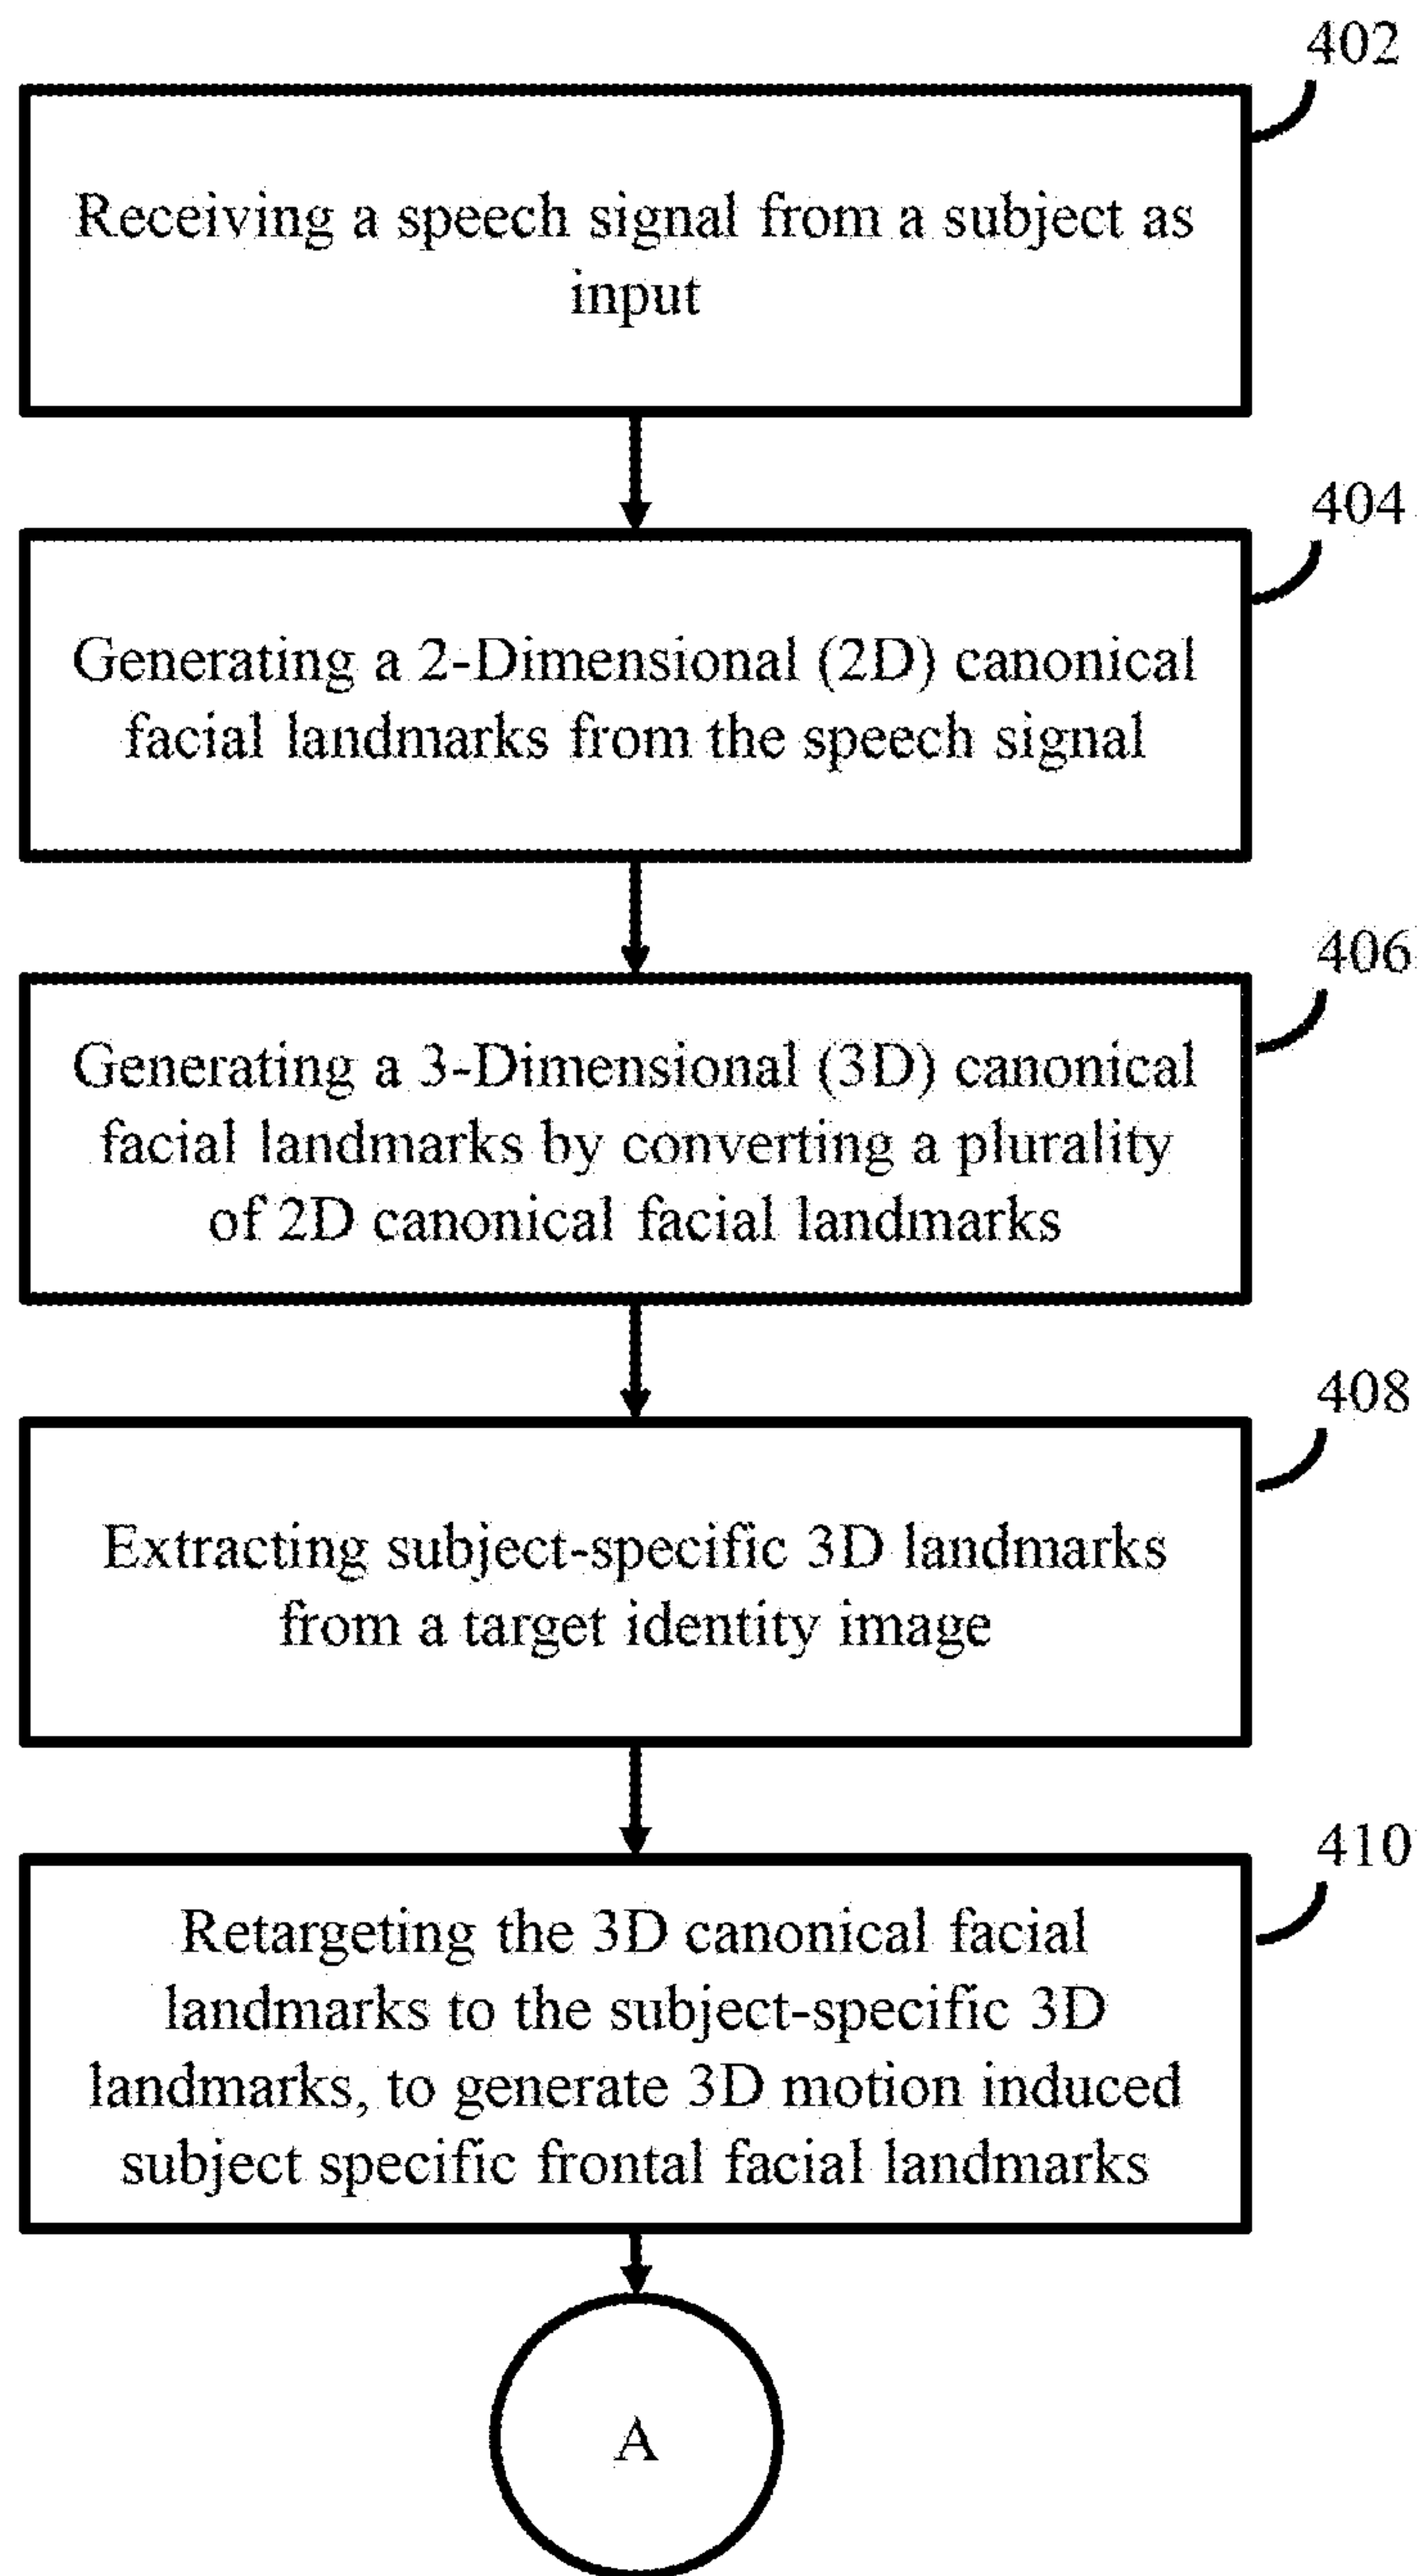 402
Receiving a speech signal from a subject as
input
404
Generating a 2-Dimensional (2D) canonical
facial landmarks from the speech signal
406
Generating a 3-Dimensional (3D) canonical
facial landmarks by converting a plurality
of 2D canonical facial landmarks
408
Extracting subject-specific 3D landmarks
from a target identity image
410
Retargeting the 3D canonical facial
landmarks to the subject-specific 3D
landmarks, to generate 3D motion induced
subject specific frontal facial landmarks
A